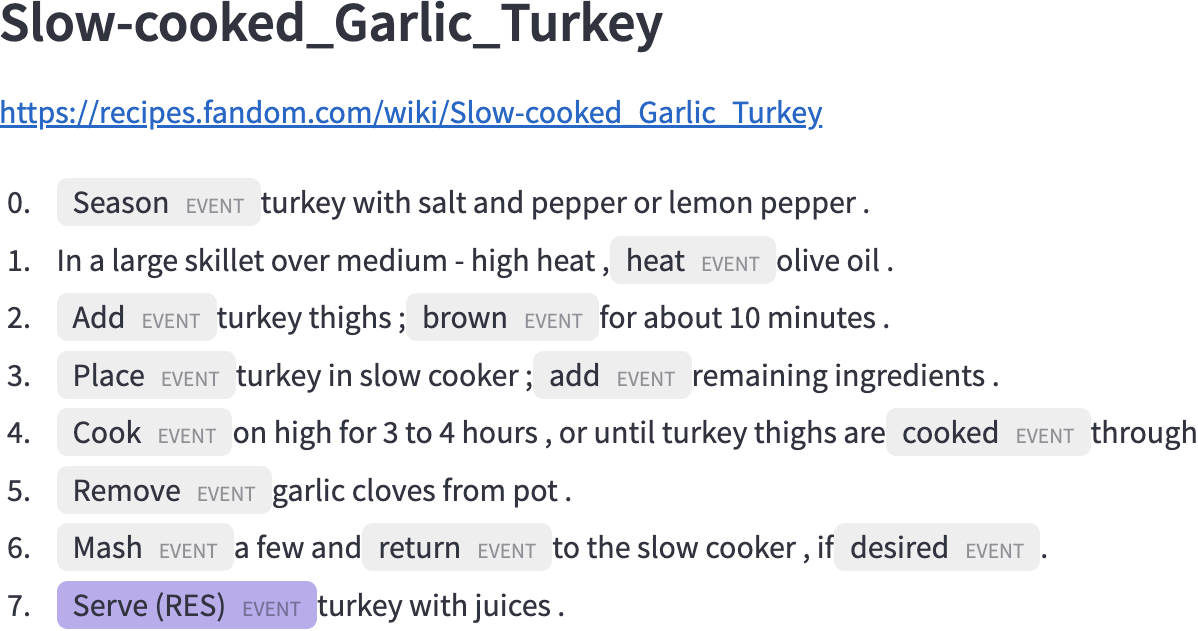 Slow-cooked_Garlic_Turkey
https://recipes.fandom.com/wiki/Slow-cooked_Garlic_Turkey
0. Season EVENT turkey with salt and pepper or lemon pepper .
1. In a large skillet over medium - high heat , heat EVENT olive oil .
2. Add EVENT turkey thighs ; brown EVENT for about 10 minutes .
3. Place EVENT turkey in slow cooker ; add EVENT remaining ingredients .
4. Cook EVENT on high for 3 to 4 hours , or until turkey thighs are cooked EVENT through
5. Remove EVENT garlic cloves from pot .
6. Mash EVENT a few and return EVENT to the slow cooker , if desired EVENT .
7. Serve (RES) EVENT turkey with juices .